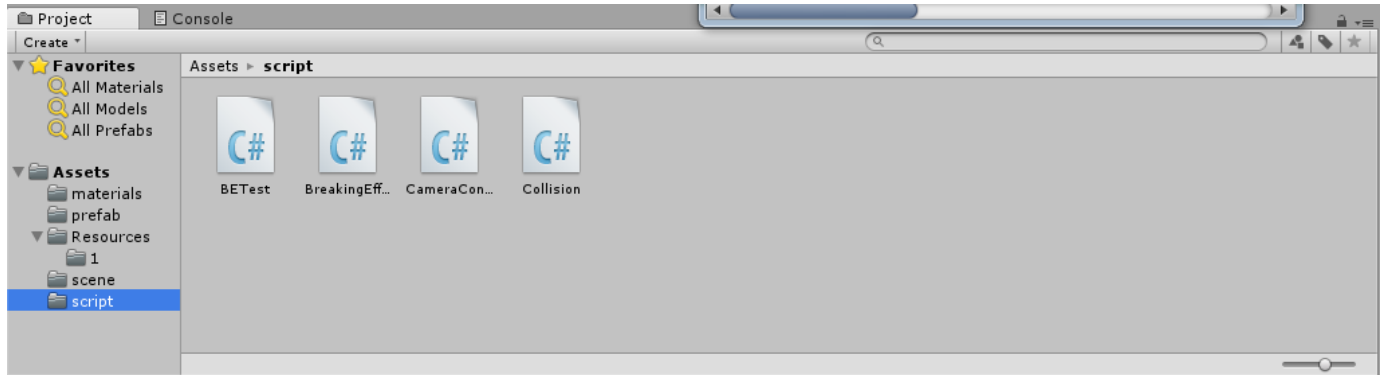 Project
Console
Create
Favorites
All Materials
All Models
All Prefabs
Assets
materials
prefab
Resources
1
scene
script
Assets ▸ script
C# C# C# C#
BETest BreakingEff... CameraCon... Collision